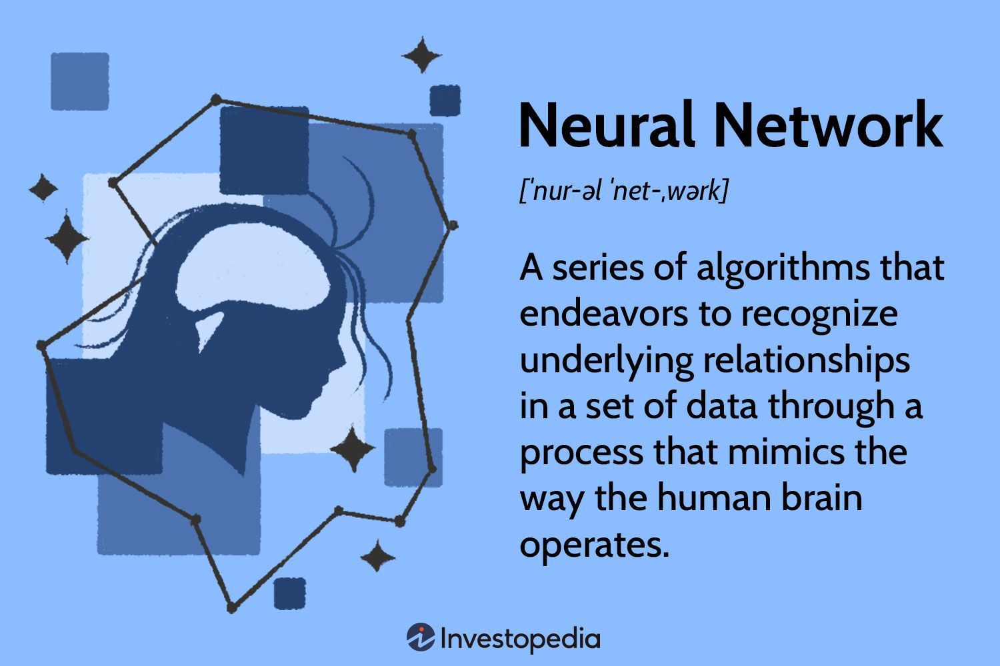 Neural Network
[ˈnur-əl ˈnet-ˌwərk]
A series of algorithms that
endeavors to recognize
underlying relationships
in a set of data through a
process that mimics the
way the human brain
operates.
Investopedia